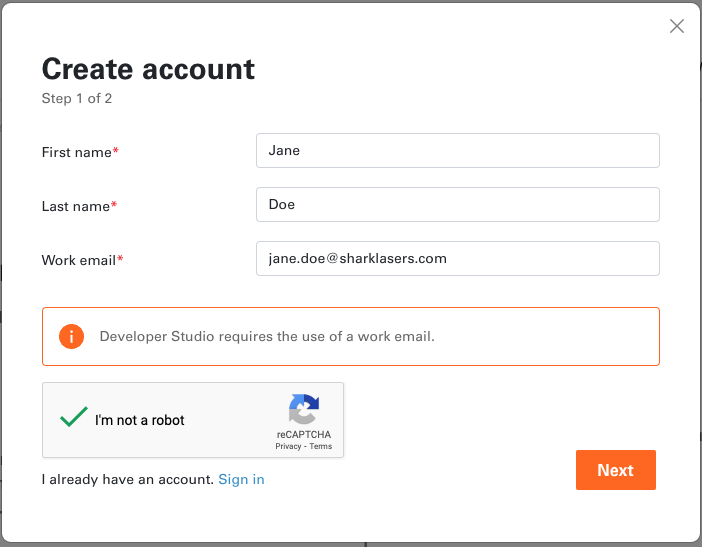 Create account
Step 1 of 2
First name*
Jane
Last name*
Doe
Work email*
jane.doe@sharklasers.com
Developer Studio requires the use of a work email.
I'm not a robot
reCAPTCHA
Privacy - Terms
I already have an account. Sign in
Next